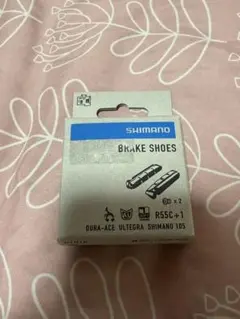 SHIMANO
BRAKE SHOES
x 2
R55C+1
DURA-ACE ULTEGRA SHIMANO 105